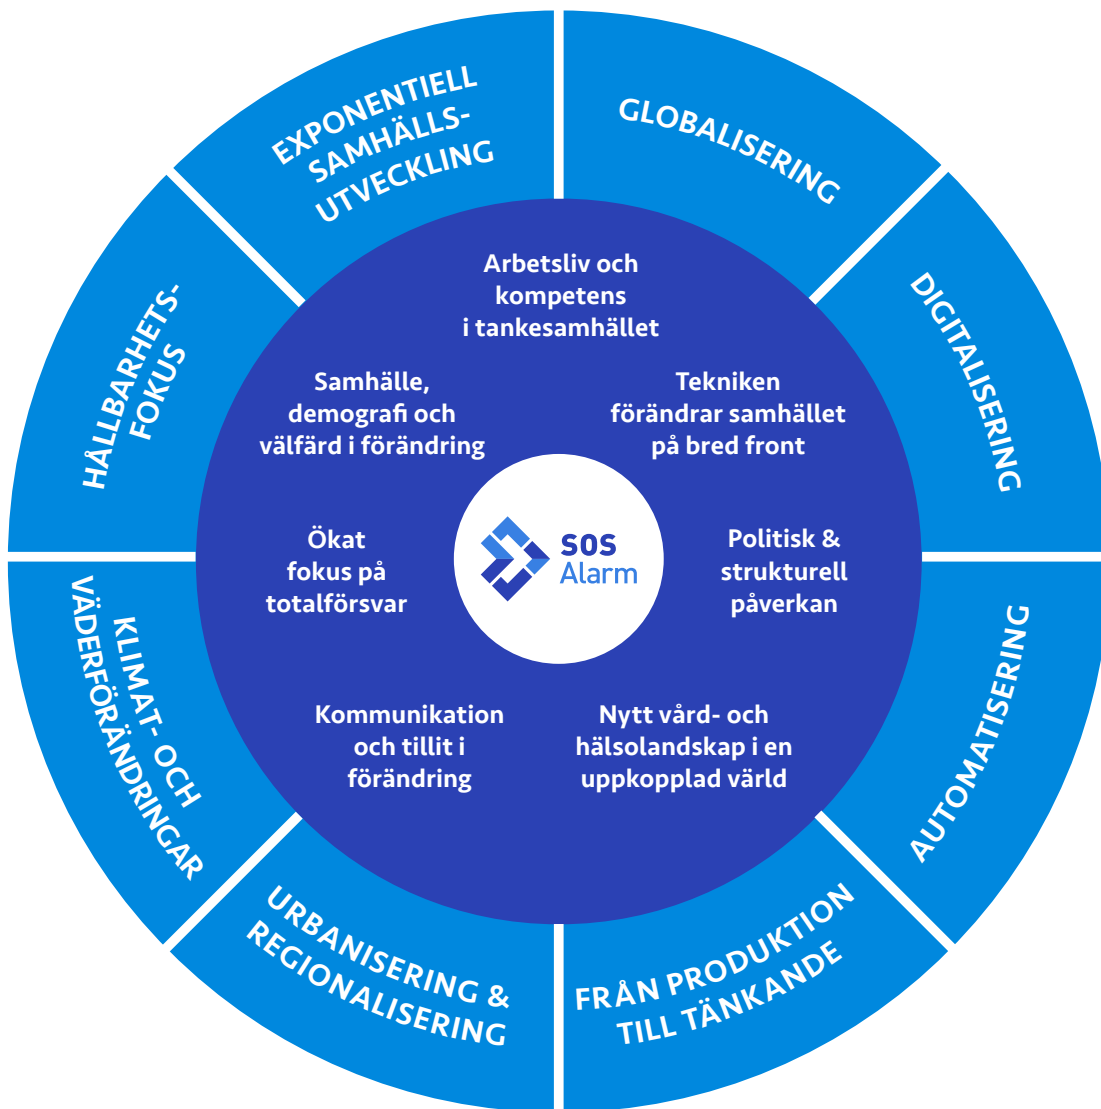 EXPONENTIELL
SAMHÄLLS-
UTVECKLING
GLOBALISERING
DIGITALISERING
AUTOMATISERING
FRÅN PRODUKTION
TILL TÄNKANDE
URBANISERING &
REGIONALISERING
KLIMAT- OCH
VÄDERFÖRÄNDRINGAR
HÅLLBARHETS-
FOKUS
Arbetsliv och
kompetens
i tankesamhället
Tekniken
förändrar samhället
på bred front
Politisk &
strukturell
påverkan
Nytt vård- och
hälsolandskap i en
uppkopplad värld
Kommunikation
och tillit i
förändring
Ökat
fokus på
totalförsvar
Samhälle,
demografi och
välfärd i förändring
SOS
Alarm